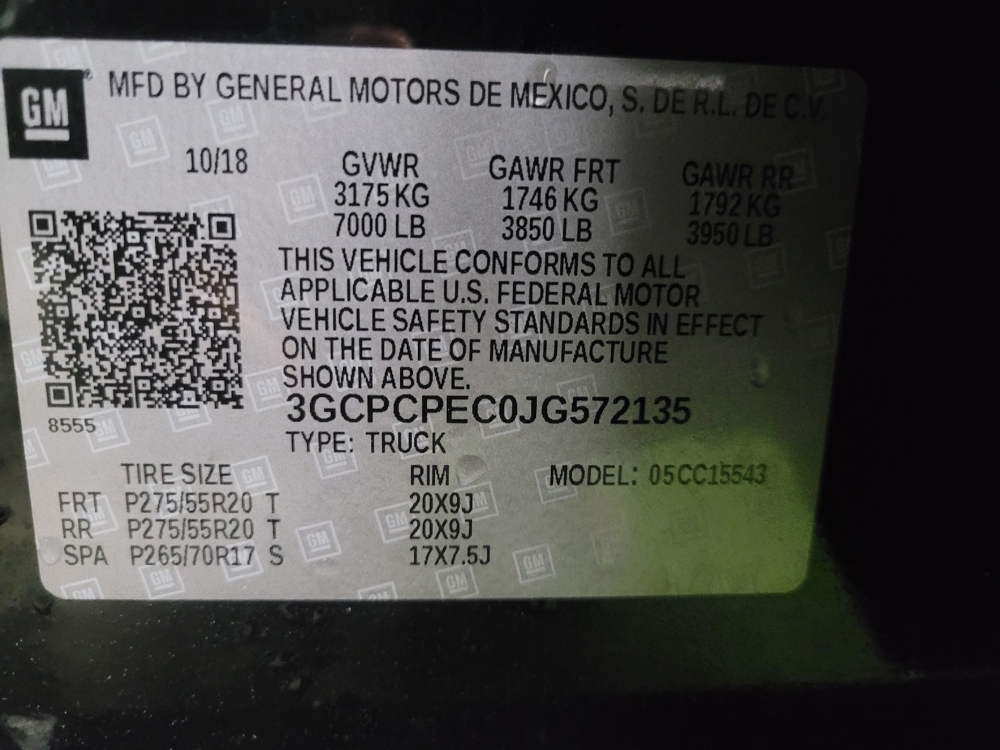 GM MFD BY GENERAL MOTORS DE MEXICO, S. DE R.L. DE C.V.
10/18 GVWR GAWR FRT GAWR RR
3175 KG 1746 KG 1792 KG
7000 LB 3850 LB 3950 LB
THIS VEHICLE CONFORMS TO ALL
APPLICABLE U.S. FEDERAL MOTOR
VEHICLE SAFETY STANDARDS IN EFFECT
ON THE DATE OF MANUFACTURE
SHOWN ABOVE.
3GCPCPEC0JG572135
8555
TYPE: TRUCK
TIRE SIZE RIM MODEL: 05CC15543
FRT P275/55R20 T 20X9J
RR P275/55R20 T 20X9J
SPA P265/70R17 S 17X7.5J